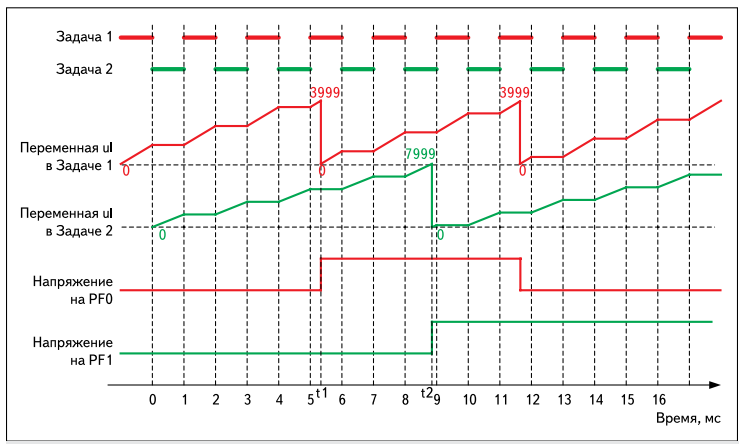 Задача 1
Задача 2
3999
3999
Переменная ul
в Задаче 1
0
0
0
7999
Переменная ul
в Задаче 2
0
0
Напряжение
на PF0
Напряжение
на PF1
0 1 2 3 4 5 t1 6 7 8 t2 9 10 11 12 13 14 15 16
Время, мс